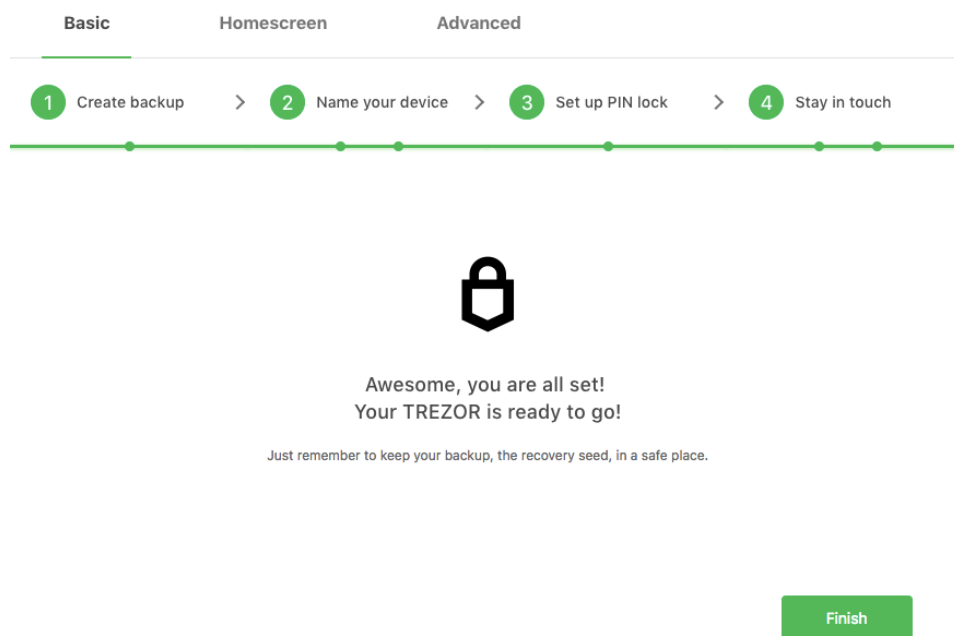 Basic Homescreen Advanced
1 Create backup > 2 Name your device > 3 Set up PIN lock > 4 Stay in touch
Awesome, you are all set!
Your TREZOR is ready to go!
Just remember to keep your backup, the recovery seed, in a safe place.
Finish